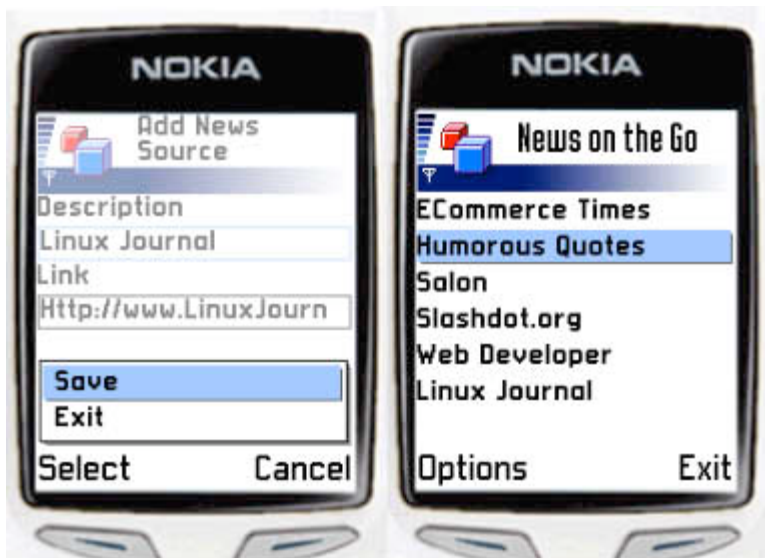 NOKIA
Add News
Source
Description
Linux Journal
Link
Http://www.LinuxJourn
Save
Exit
Select Cancel
NOKIA
News on the Go
ECommerce Times
Humorous Quotes
Salon
Slashdot.org
Web Developer
Linux Journal
Options Exit